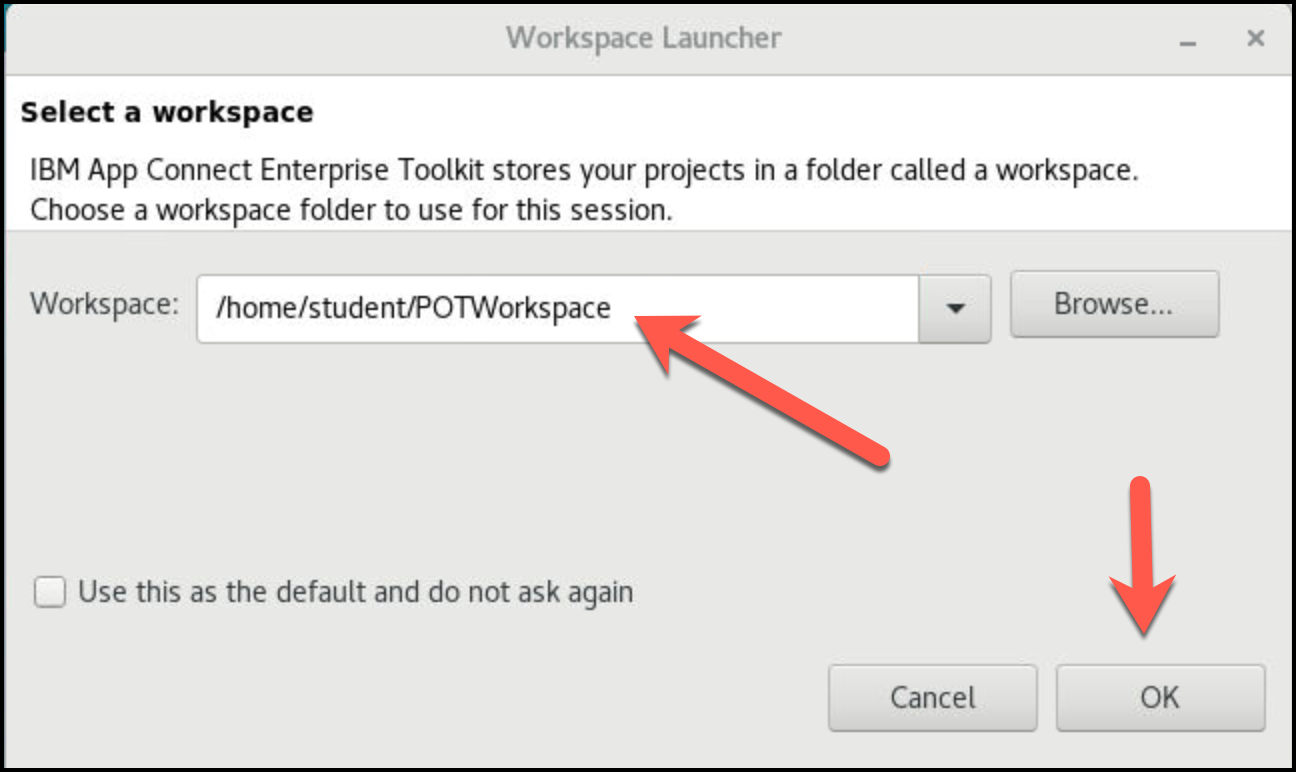 Workspace Launcher
Select a workspace
IBM App Connect Enterprise Toolkit stores your projects in a folder called a workspace.
Choose a workspace folder to use for this session.
Workspace: /home/student/POTWorkspace Browse...
Use this as the default and do not ask again
Cancel OK